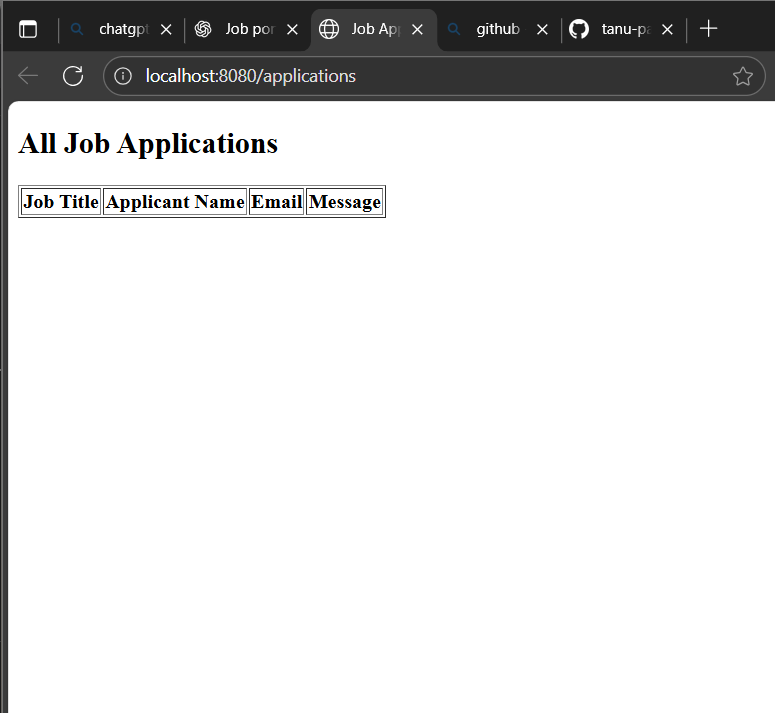 chatgpt Job por Job Ap github tanu-pa
localhost:8080/applications
All Job Applications
Job Title Applicant Name Email Message